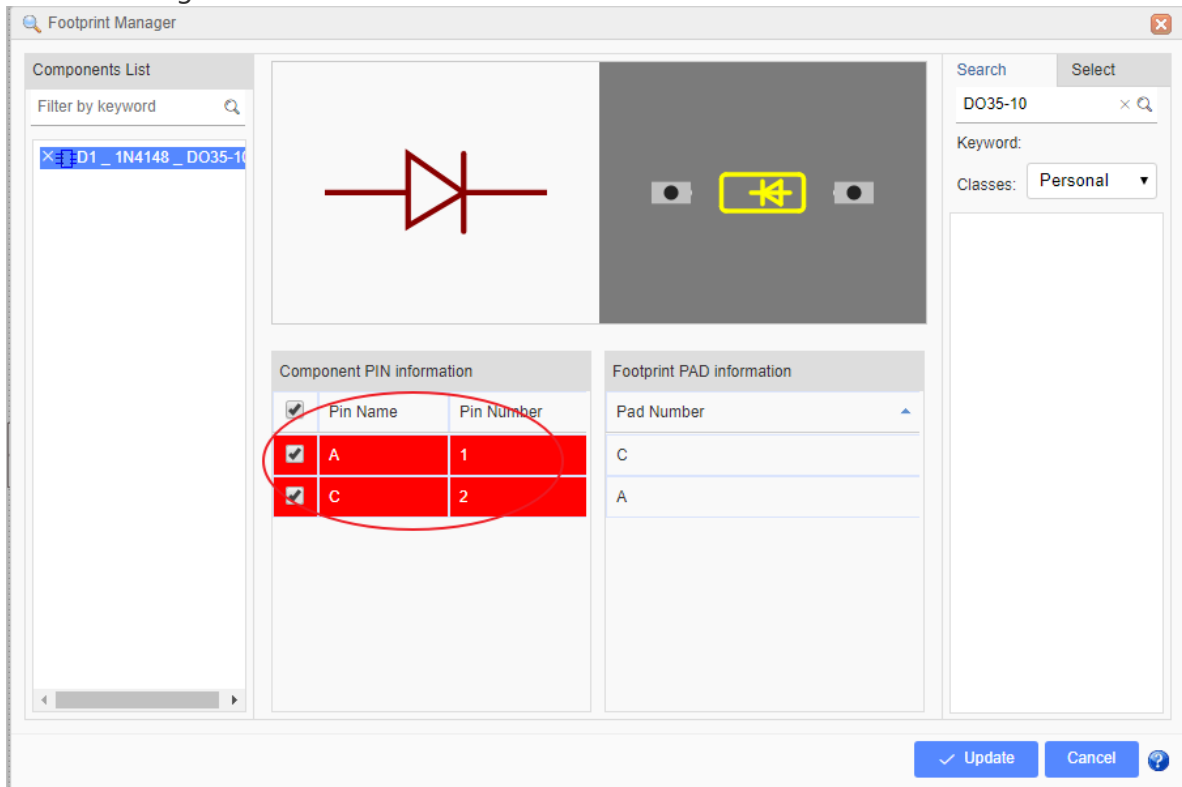 Footprint Manager
Components List
Filter by keyword
D1 _ 1N4148 _ DO35-10
Search Select
DO35-10
Keyword:
Classes: Personal
Component PIN information
Pin Name Pin Number
A 1
C 2
Footprint PAD information
Pad Number
C
A
Update Cancel